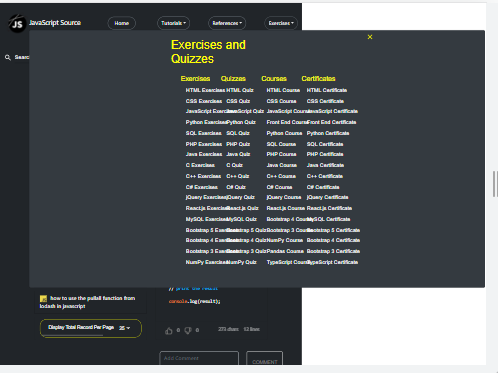 JS JavaScript Source Home Tutorials References Exercises
×
Searc
Exercises and
Quizzes
Exercises Quizzes Courses Certificates
HTML Exercises HTML Quiz HTML Course HTML Certificate
CSS Exercises CSS Quiz CSS Course CSS Certificate
JavaScript Exercises JavaScript Quiz JavaScript Course JavaScript Certificate
Python Exercises Python Quiz Front End Course Front End Certificate
SQL Exercises SQL Quiz Python Course Python Certificate
PHP Exercises PHP Quiz SQL Course SQL Certificate
Java Exercises Java Quiz PHP Course PHP Certificate
C Exercises C Quiz Java Course Java Certificate
C++ Exercises C++ Quiz C++ Course C++ Certificate
C# Exercises C# Quiz C# Course C# Certificate
jQuery Exercises jQuery Quiz jQuery Course jQuery Certificate
React.js Exercises React.js Quiz React.js Course React.js Certificate
MySQL Exercises MySQL Quiz Bootstrap 4 Course MySQL Certificate
Bootstrap 5 Exercises Bootstrap 5 Quiz Bootstrap 3 Course Bootstrap 5 Certificate
Bootstrap 4 Exercises Bootstrap 4 Quiz NumPy Course Bootstrap 4 Certificate
Bootstrap 3 Exercises Bootstrap 3 Quiz Pandas Course Bootstrap 3 Certificate
NumPy Exercises NumPy Quiz TypeScript Course TypeScript Certificate
// print the result
how to use the pullall function from
lodash in javascript
console.log(result);
Display Total Record Per Page 25
0 0 273 chars 12 lines
Add Comment COMMENT